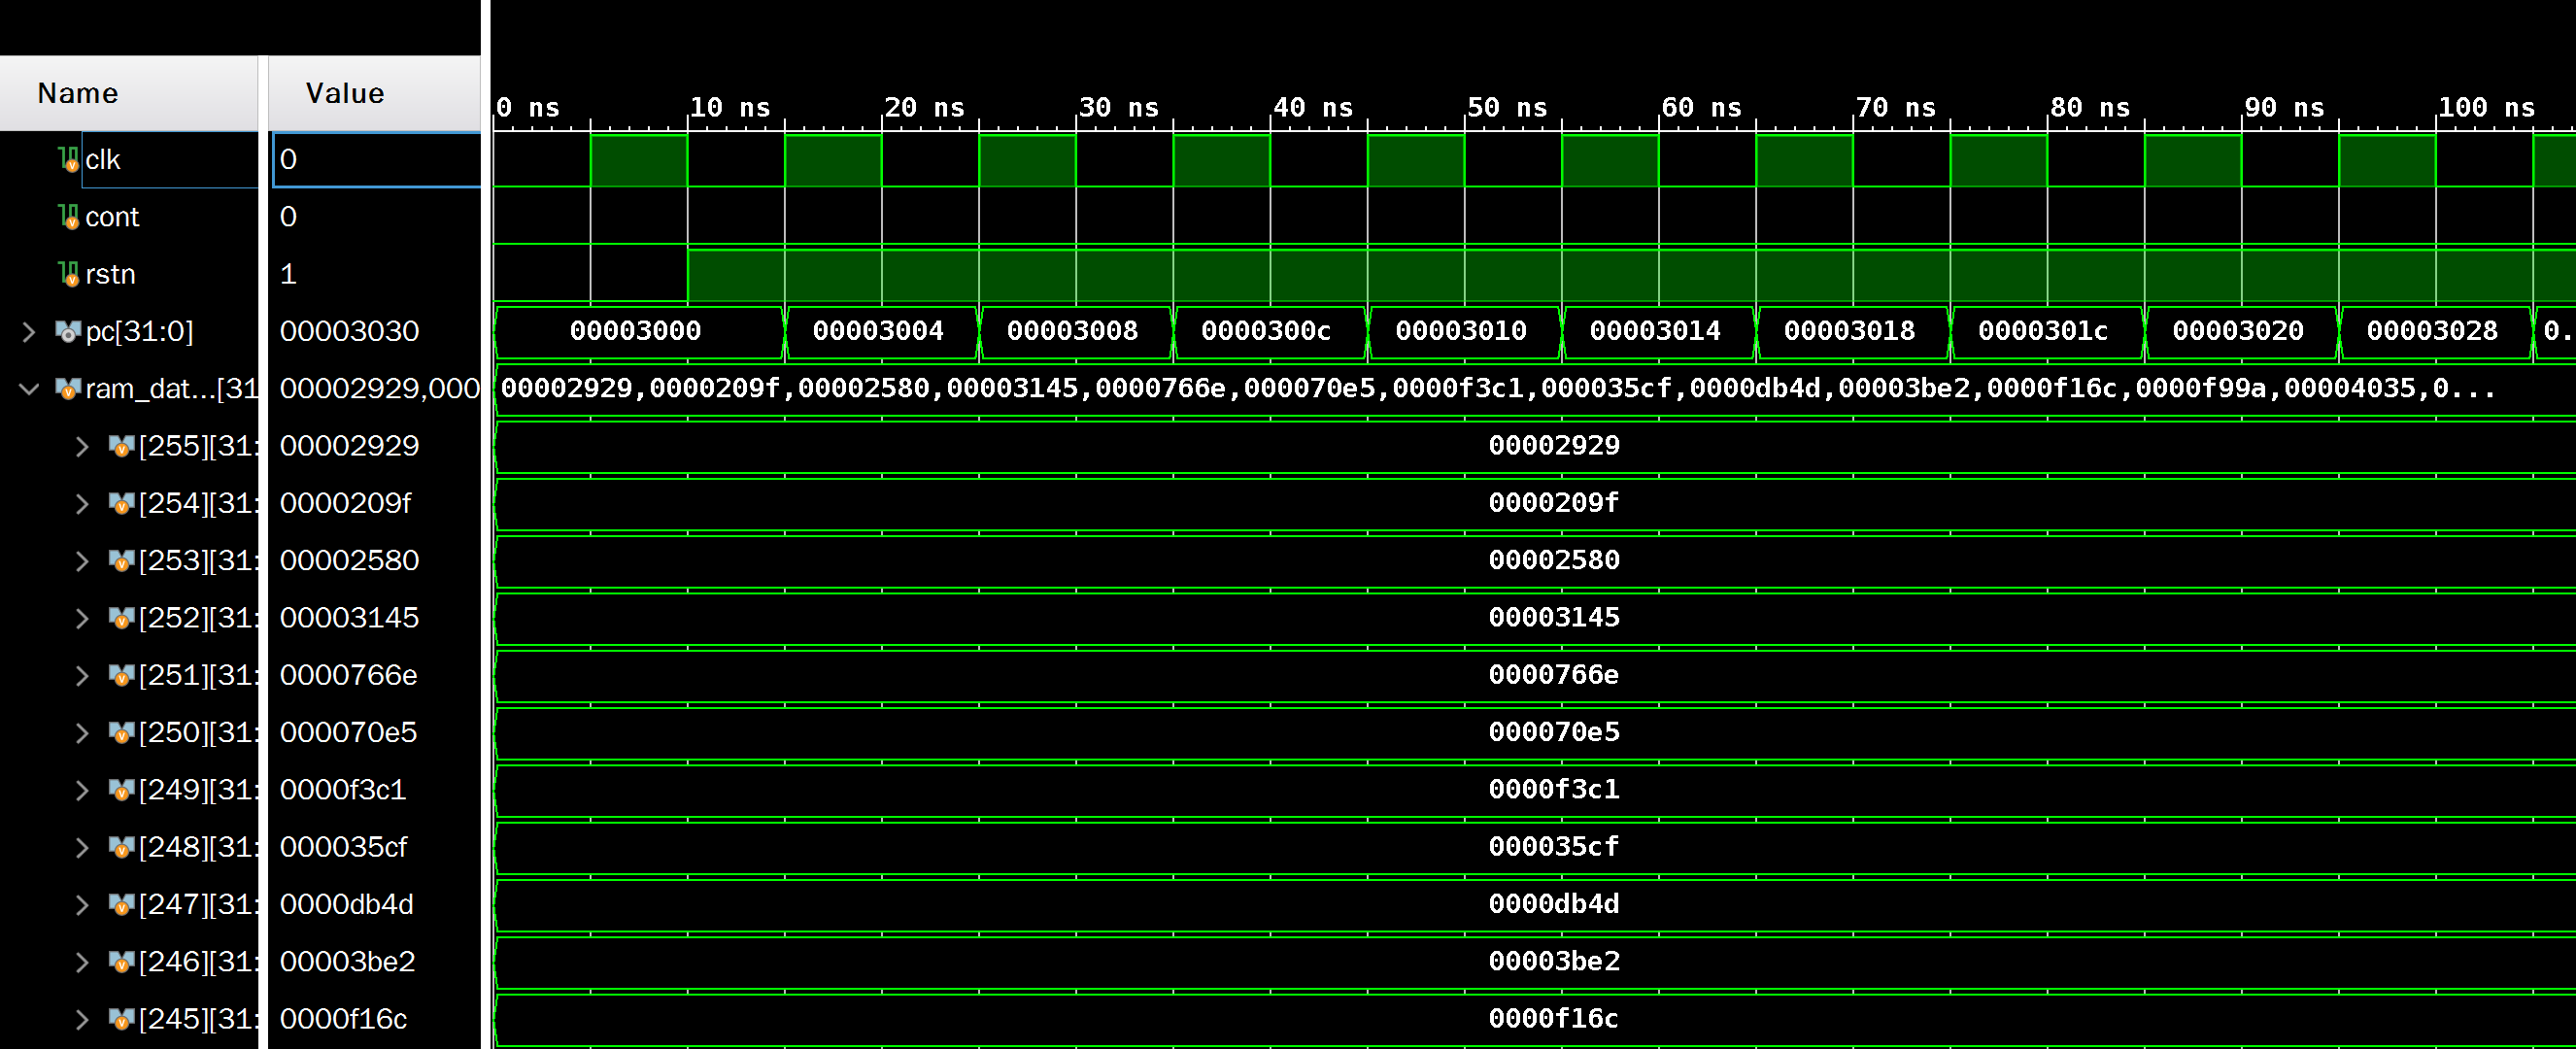 Name Value 0 ns 10 ns 20 ns 30 ns 40 ns 50 ns 60 ns 70 ns 80 ns 90 ns 100 ns
clk 0
cont 0
rstn 1
pc[31:0] 00003030 00003000 00003004 00003008 0000300c 00003010 00003014 00003018 0000301c 00003020 00003028 0.
ram_dat...[31 00002929,000 00002929,0000209f,00002580,00003145,0000766e,000070e5,0000f3c1,000035cf,0000db4d,00003be2,0000f16c,0000f99a,00004035,0...
[255][31: 00002929 00002929
[254][31: 0000209f 0000209f
[253][31: 00002580 00002580
[252][31: 00003145 00003145
[251][31: 0000766e 0000766e
[250][31: 000070e5 000070e5
[249][31: 0000f3c1 0000f3c1
[248][31: 000035cf 000035cf
[247][31: 0000db4d 0000db4d
[246][31: 00003be2 00003be2
[245][31: 0000f16c 0000f16c